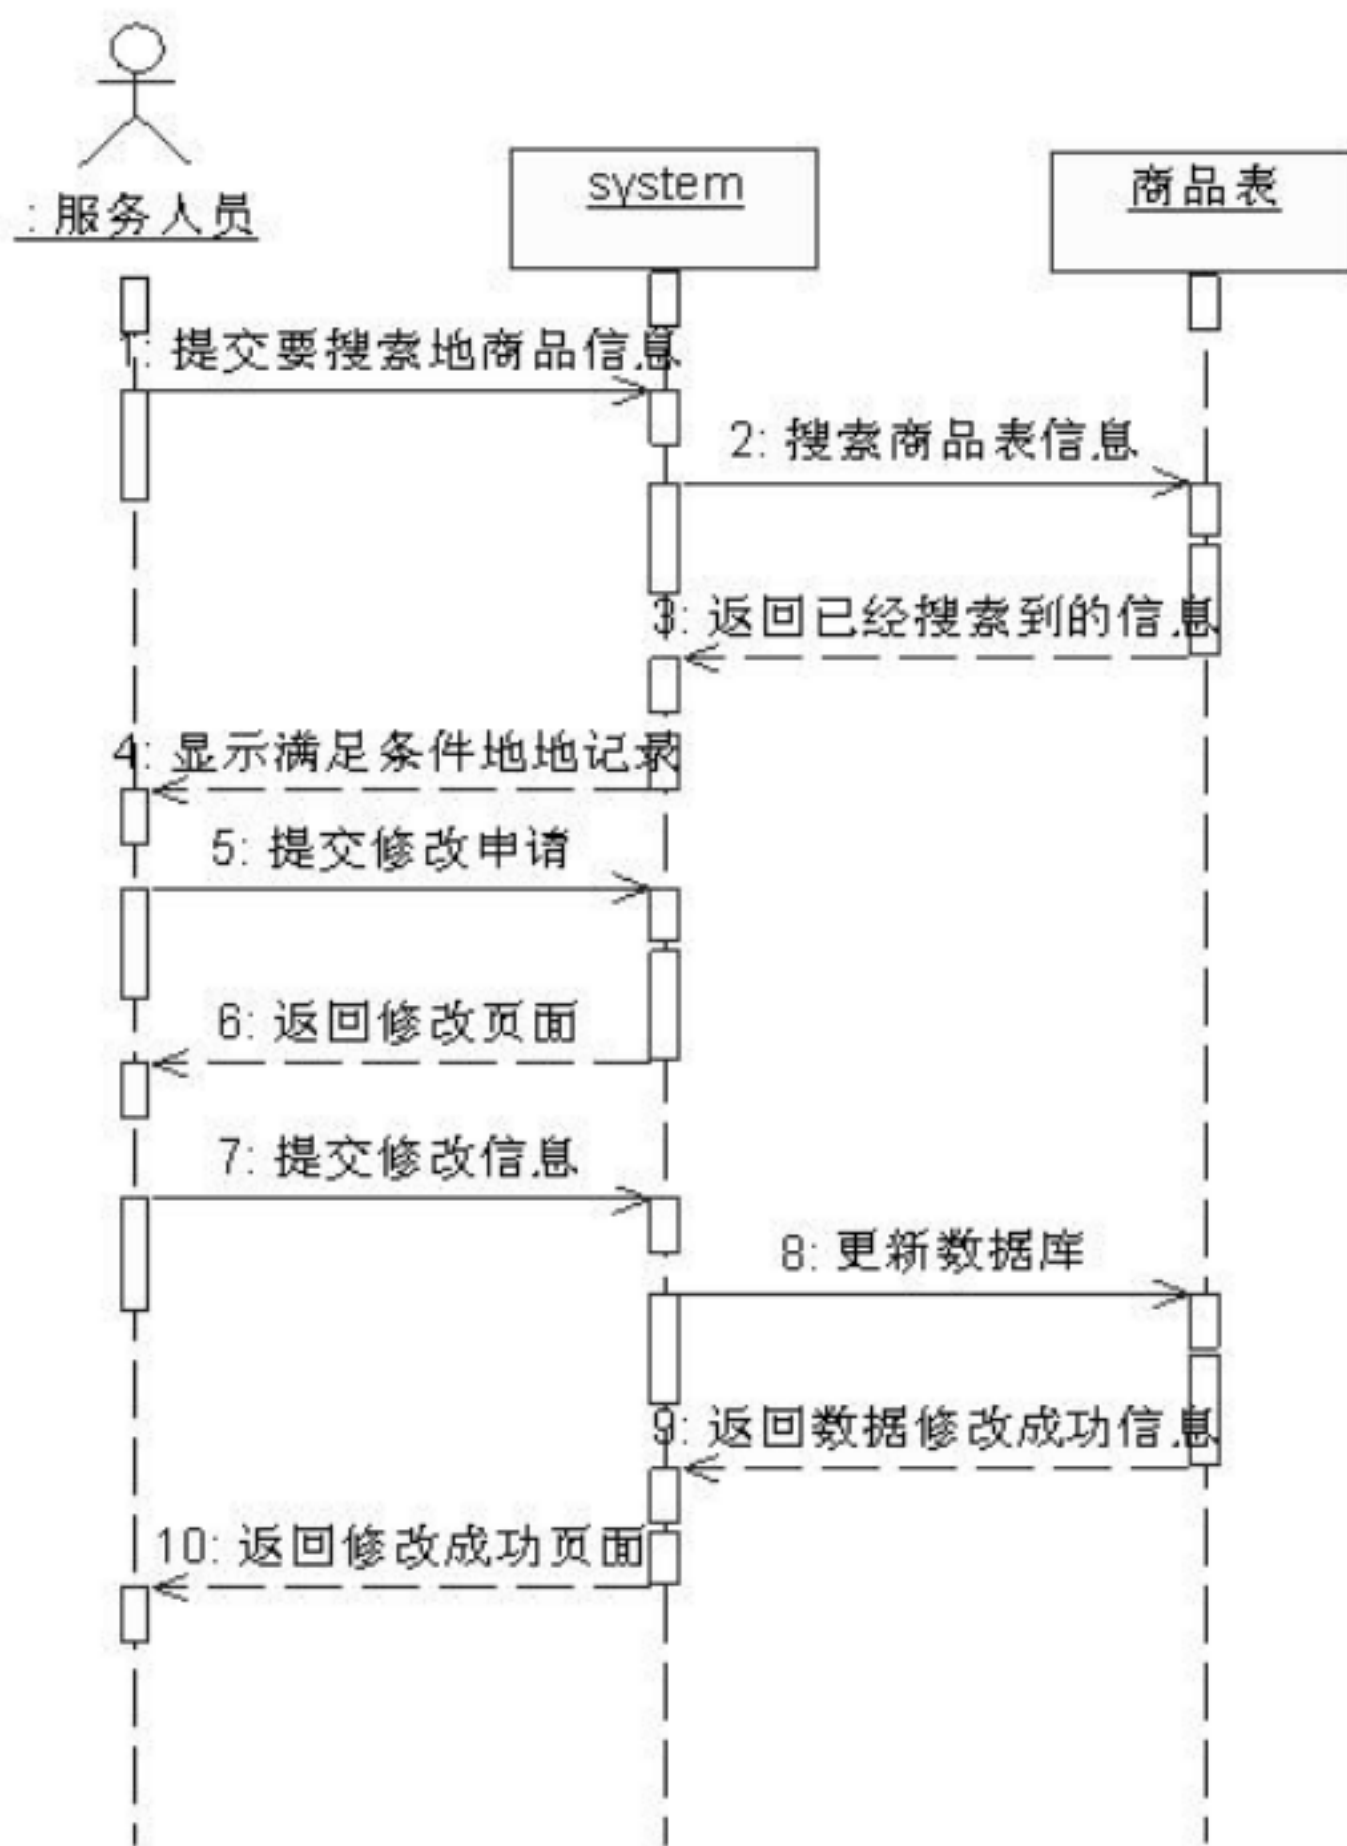 : 服务人员
system
商品表
1: 提交要搜索地商品信息
2: 搜索商品表信息
3: 返回已经搜索到的信息
4: 显示满足条件地地记录
5: 提交修改申请
6: 返回修改页面
7: 提交修改信息
8: 更新数据库
9: 返回数据修改成功信息
10: 返回修改成功页面